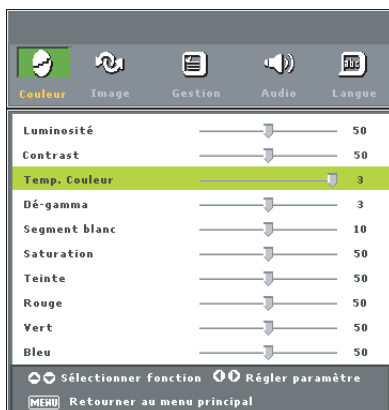 Couleur Image Gestion Audio Langue
Luminosité 50
Contrast 50
Temp. Couleur 3
Dé-gamma 3
Segment blanc 10
Saturation 50
Teinte 50
Rouge 50
Vert 50
Bleu 50
Sélectionner fonction Régler paramètre
MENU Retourner au menu principal